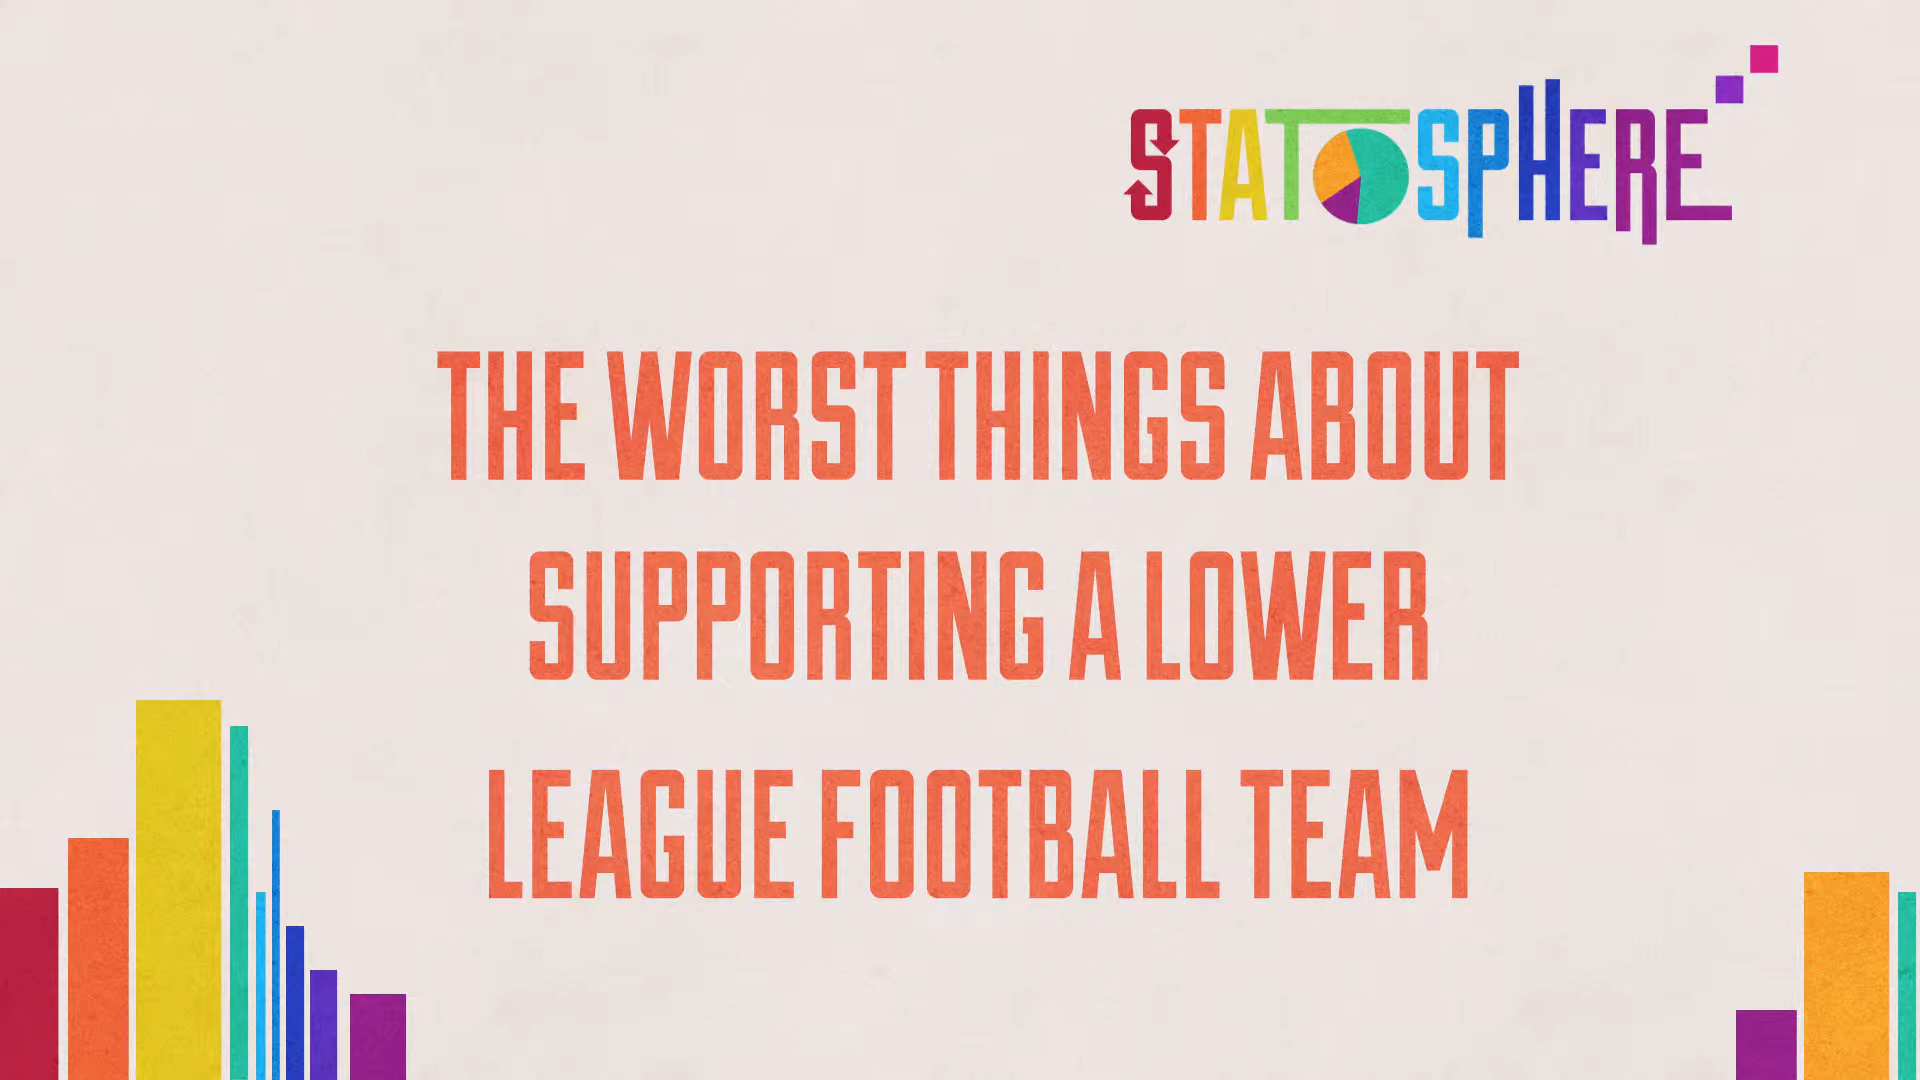 STATOSPHERE
THE WORST THINGS ABOUT
SUPPORTING A LOWER
LEAGUE FOOTBALL TEAM